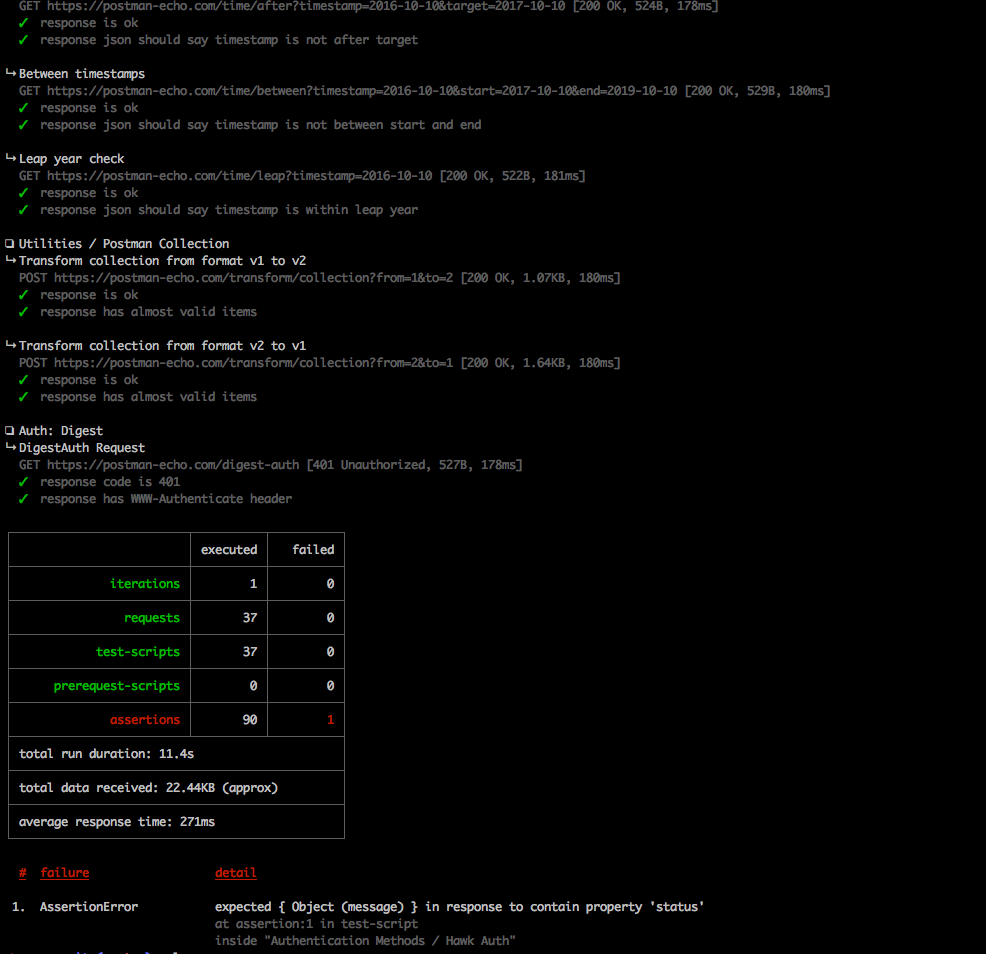 GET https://postman-echo.com/time/after?timestamp=2016-10-10&target=2017-10-10 [200 OK, 524B, 178ms]
✓ response is ok
✓ response json should say timestamp is not after target
↳ Between timestamps
GET https://postman-echo.com/time/between?timestamp=2016-10-10&start=2017-10-10&end=2019-10-10 [200 OK, 529B, 180ms]
✓ response is ok
✓ response json should say timestamp is not between start and end
↳ Leap year check
GET https://postman-echo.com/time/leap?timestamp=2016-10-10 [200 OK, 522B, 181ms]
✓ response is ok
✓ response json should say timestamp is within leap year
❏ Utilities / Postman Collection
↳ Transform collection from format v1 to v2
POST https://postman-echo.com/transform/collection?from=1&to=2 [200 OK, 1.07KB, 180ms]
✓ response is ok
✓ response has almost valid items
↳ Transform collection from format v2 to v1
POST https://postman-echo.com/transform/collection?from=2&to=1 [200 OK, 1.64KB, 180ms]
✓ response is ok
✓ response has almost valid items
❏ Auth: Digest
↳ DigestAuth Request
GET https://postman-echo.com/digest-auth [401 Unauthorized, 527B, 178ms]
✓ response code is 401
✓ response has WWW-Authenticate header
executed failed
iterations 1 0
requests 37 0
test-scripts 37 0
prerequest-scripts 0 0
assertions 90 1
total run duration: 11.4s
total data received: 22.44KB (approx)
average response time: 271ms
# failure detail
1. AssertionError expected { Object (message) } in response to contain property 'status'
at assertion:1 in test-script
inside "Authentication Methods / Hawk Auth"